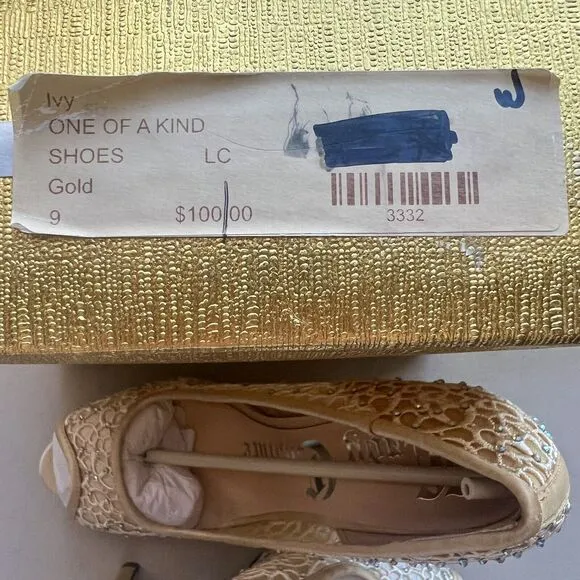 Ivy
ONE OF A KIND
SHOES LC
Gold
9 $100.00
3332